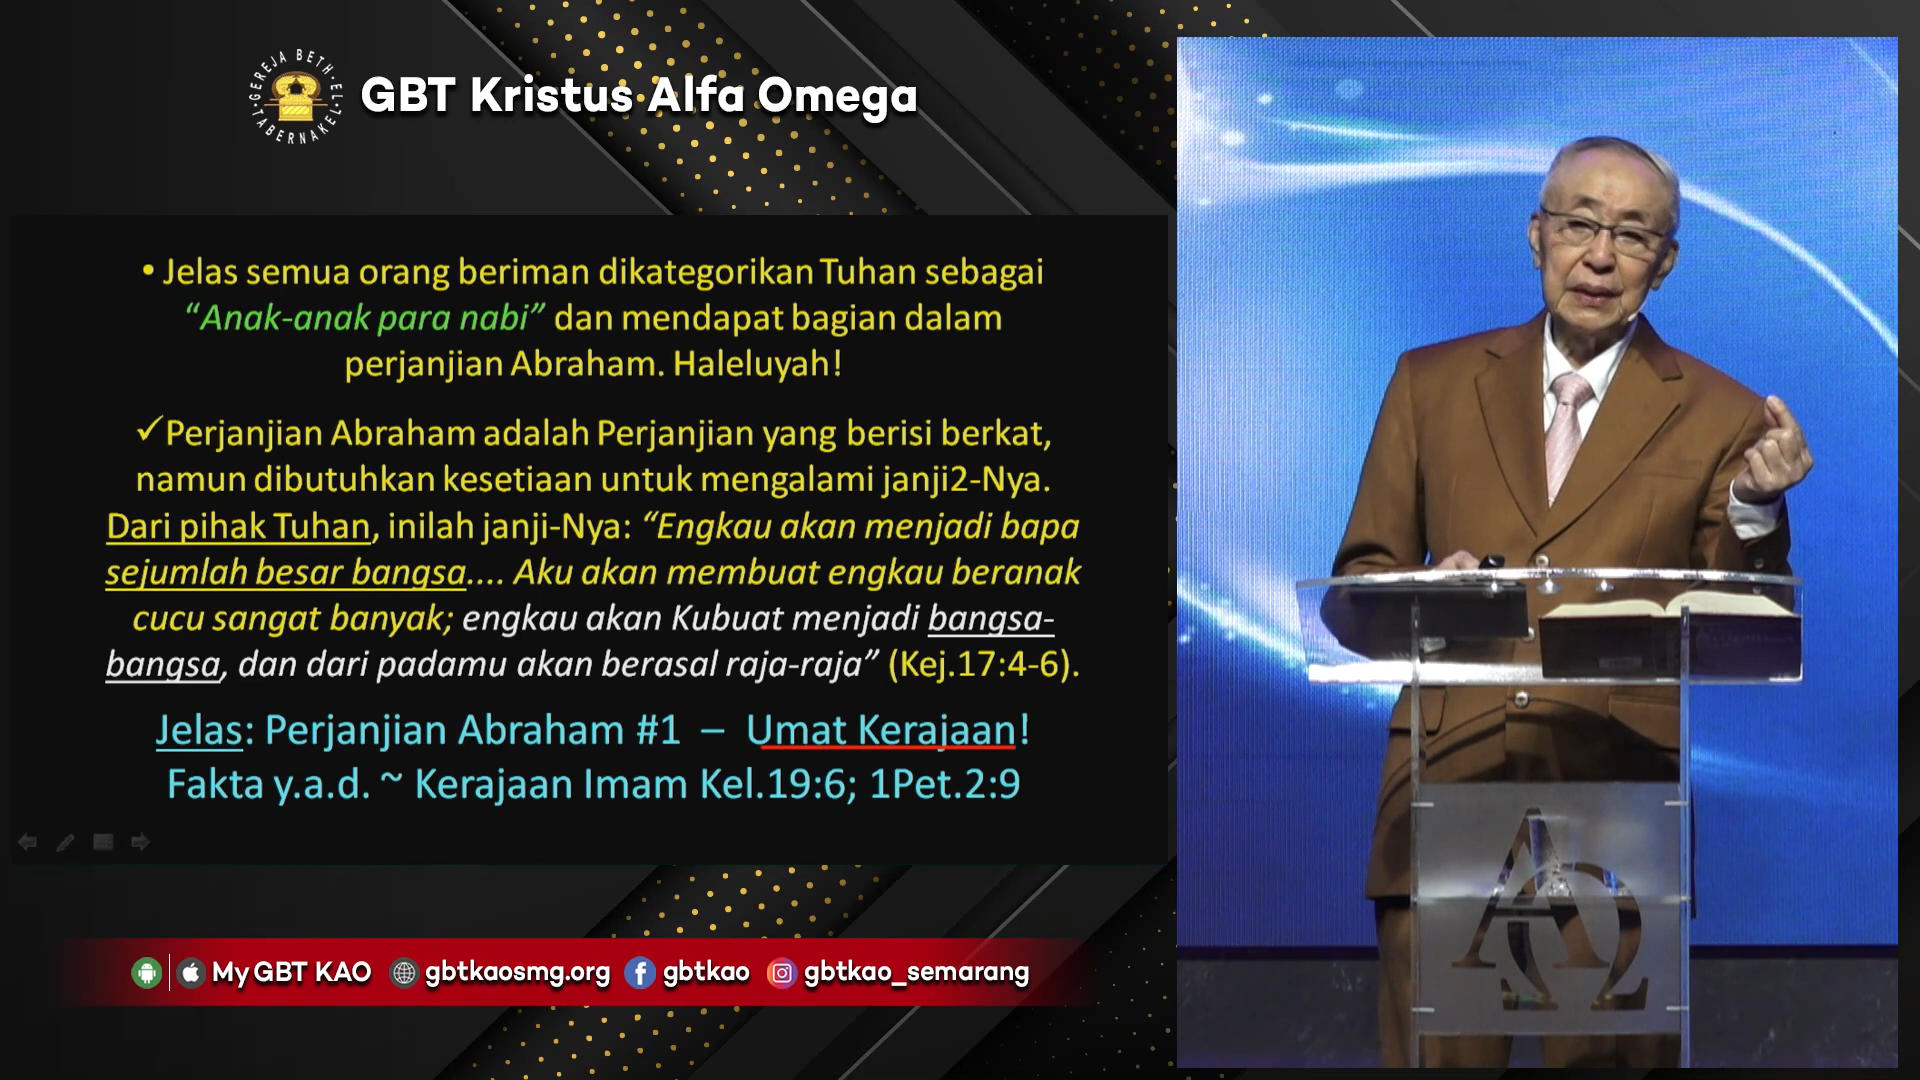 GEREJA BETH-EL TABERNAKEL
GBT Kristus Alfa Omega
• Jelas semua orang beriman dikategorikan Tuhan sebagai
“Anak-anak para nabi” dan mendapat bagian dalam
perjanjian Abraham. Haleluyah!
✓Perjanjian Abraham adalah Perjanjian yang berisi berkat,
namun dibutuhkan kesetiaan untuk mengalami janji2-Nya.
Dari pihak Tuhan, inilah janji-Nya: “Engkau akan menjadi bapa
sejumlah besar bangsa.... Aku akan membuat engkau beranak
cucu sangat banyak; engkau akan Kubuat menjadi bangsa-
bangsa, dan dari padamu akan berasal raja-raja” (Kej.17:4-6).
Jelas: Perjanjian Abraham #1 – Umat Kerajaan!
Fakta y.a.d. ~ Kerajaan Imam Kel.19:6; 1Pet.2:9
My GBT KAO gbtkaosmg.org gbtkao gbtkao_semarang
ΑΩ